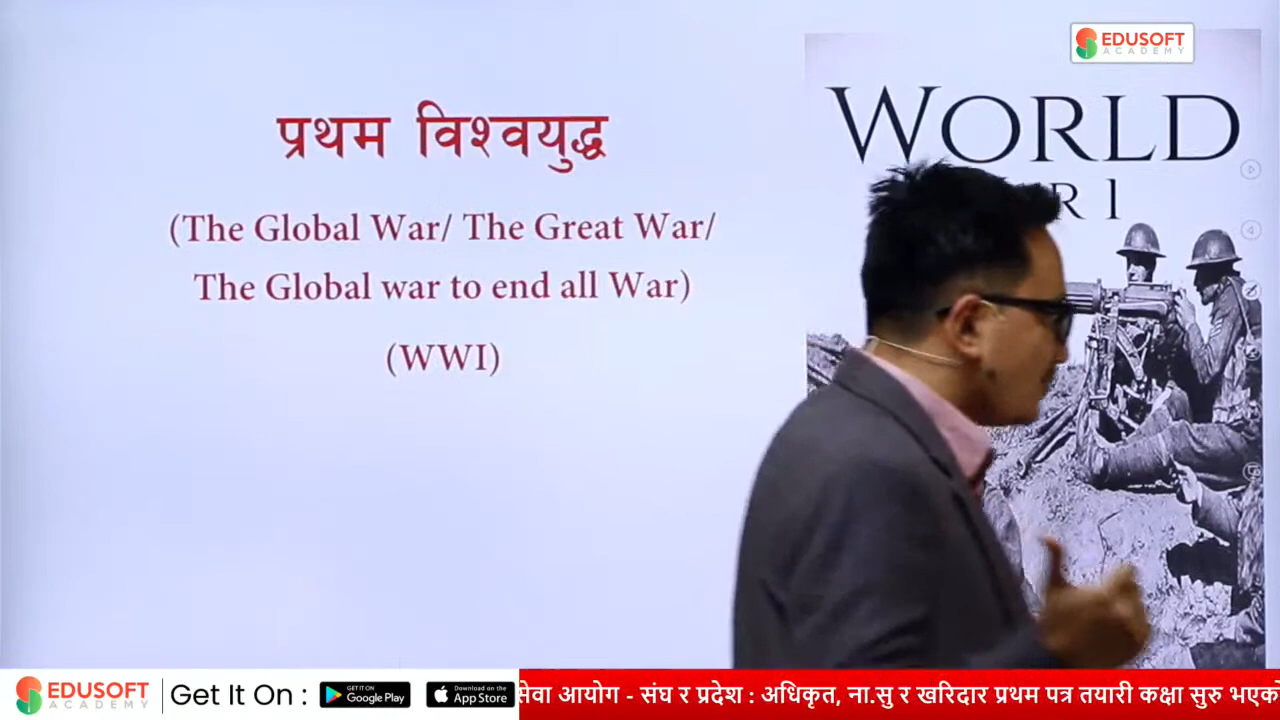 EDUSOFT
ACADEMY
WORLD
R I
प्रथम विश्वयुद्ध
(The Global War/ The Great War/
The Global war to end all War)
(WWI)
EDUSOFT
ACADEMY
Get It On :
GET IT ON
Google Play
Download on the
App Store
सेवा आयोग - संघ र प्रदेश : अधिकृत, ना.सु र खरिदार प्रथम पत्र तयारी कक्षा सुरु भएको